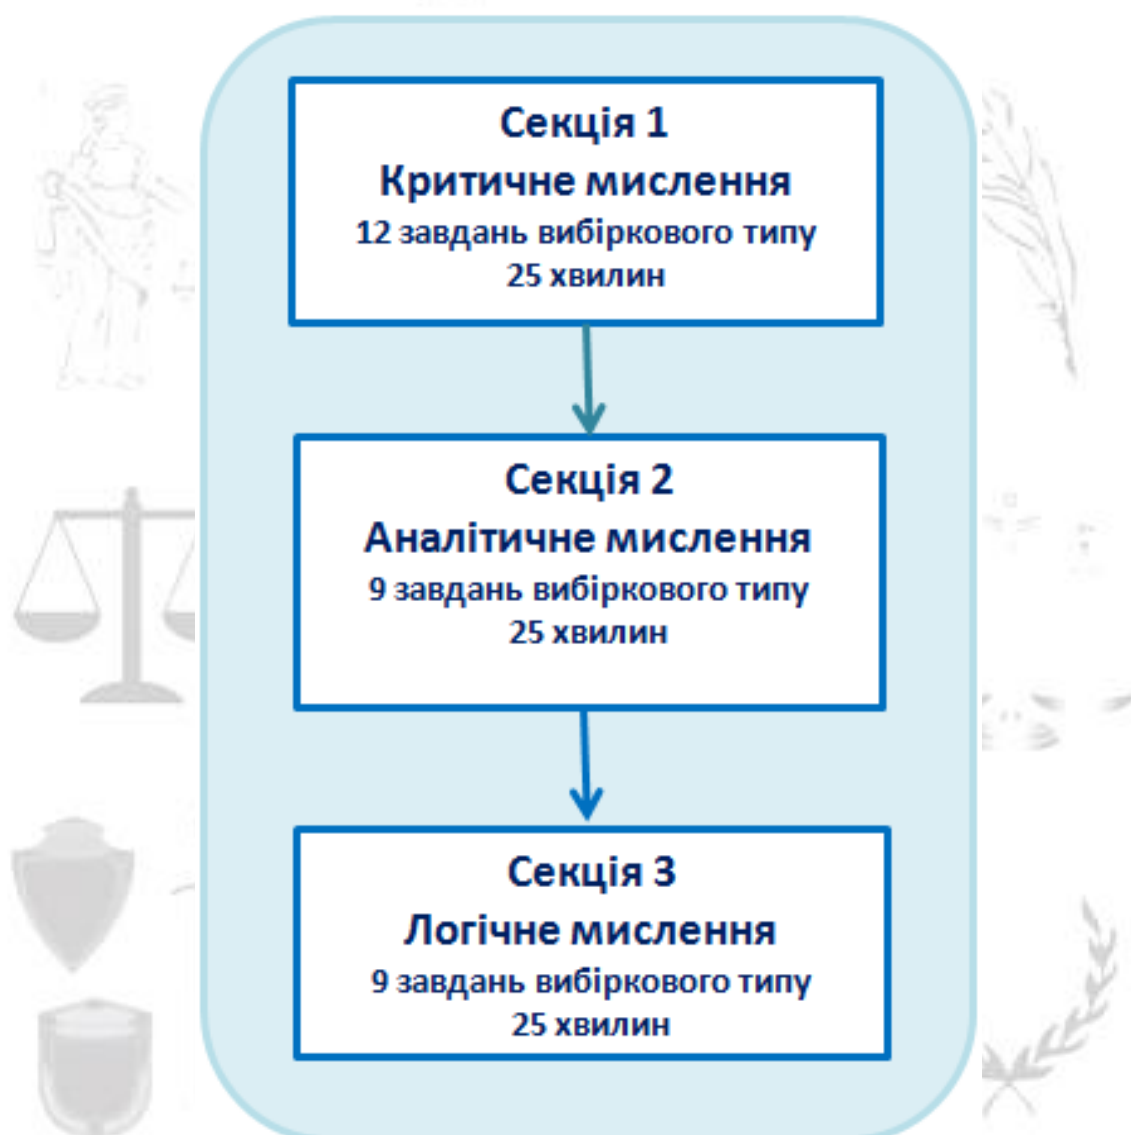 Секція 1
Критичне мислення
12 завдань вибіркового типу
25 хвилин
Секція 2
Аналітичне мислення
9 завдань вибіркового типу
25 хвилин
Секція 3
Логічне мислення
9 завдань вибіркового типу
25 хвилин